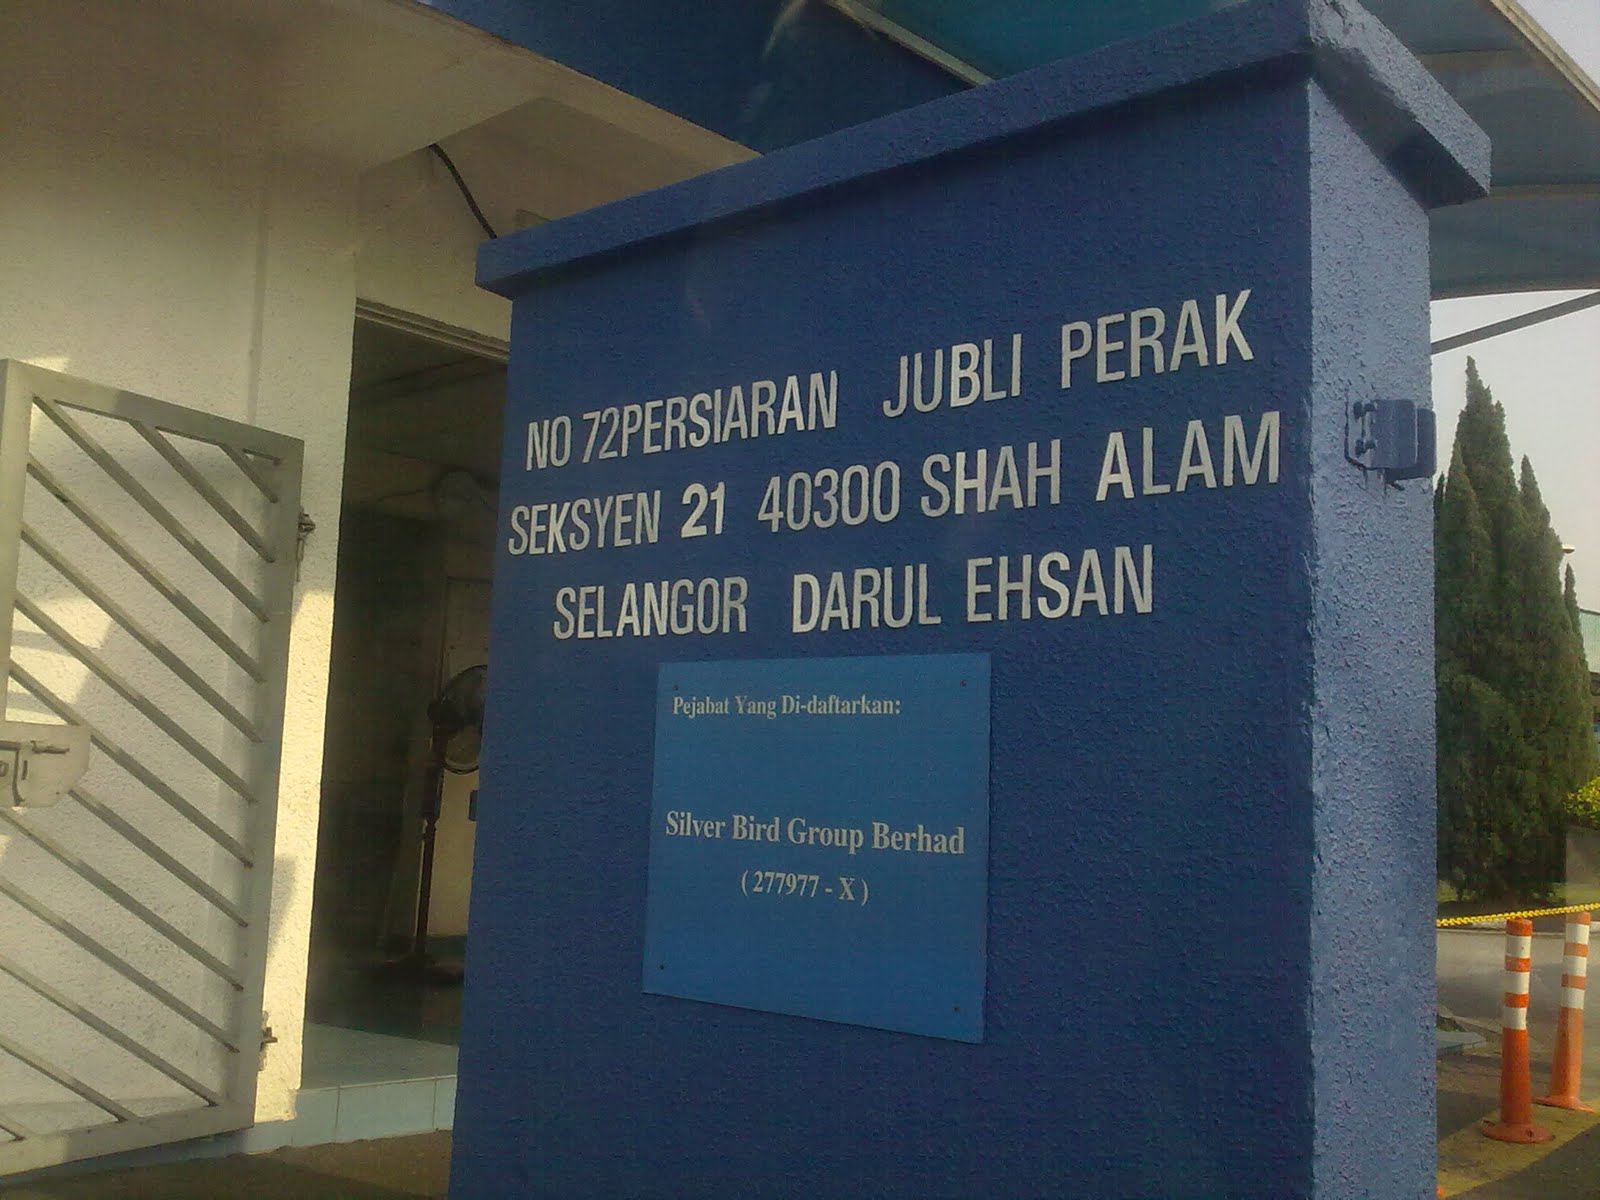 NO 72PERSIARAN JUBLI PERAK
SEKSYEN 21 40300 SHAH ALAM
SELANGOR DARUL EHSAN
Pejabat Yang Di-daftarkan:
Silver Bird Group Berhad
( 277977 - X )